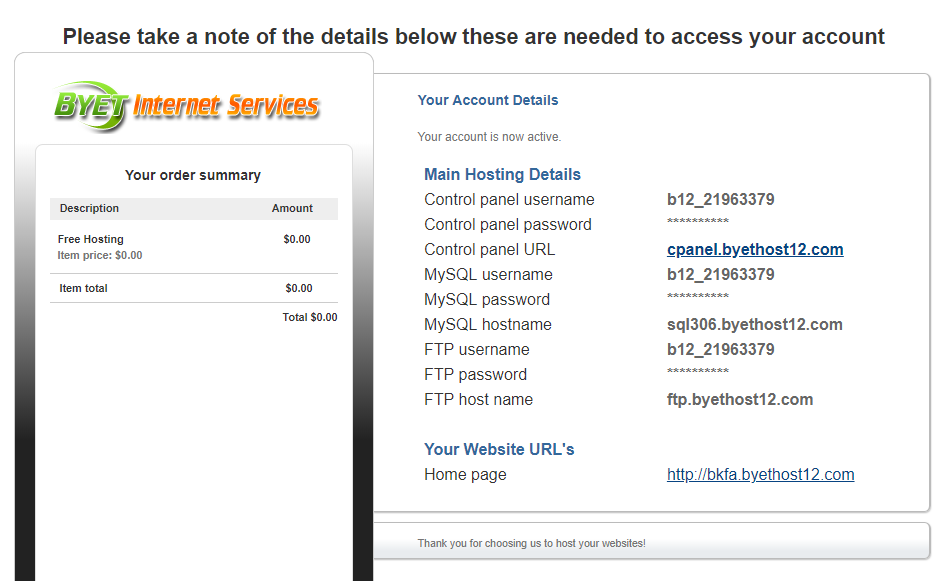 Please take a note of the details below these are needed to access your account
BYET Internet Services
Your order summary
Description Amount
Free Hosting $0.00
Item price: $0.00
Item total $0.00
Total $0.00
Your Account Details
Your account is now active.
Main Hosting Details
Control panel username b12_21963379
Control panel password **********
Control panel URL cpanel.byethost12.com
MySQL username b12_21963379
MySQL password **********
MySQL hostname sql306.byethost12.com
FTP username b12_21963379
FTP password **********
FTP host name ftp.byethost12.com
Your Website URL's
Home page http://bkfa.byethost12.com
Thank you for choosing us to host your websites!